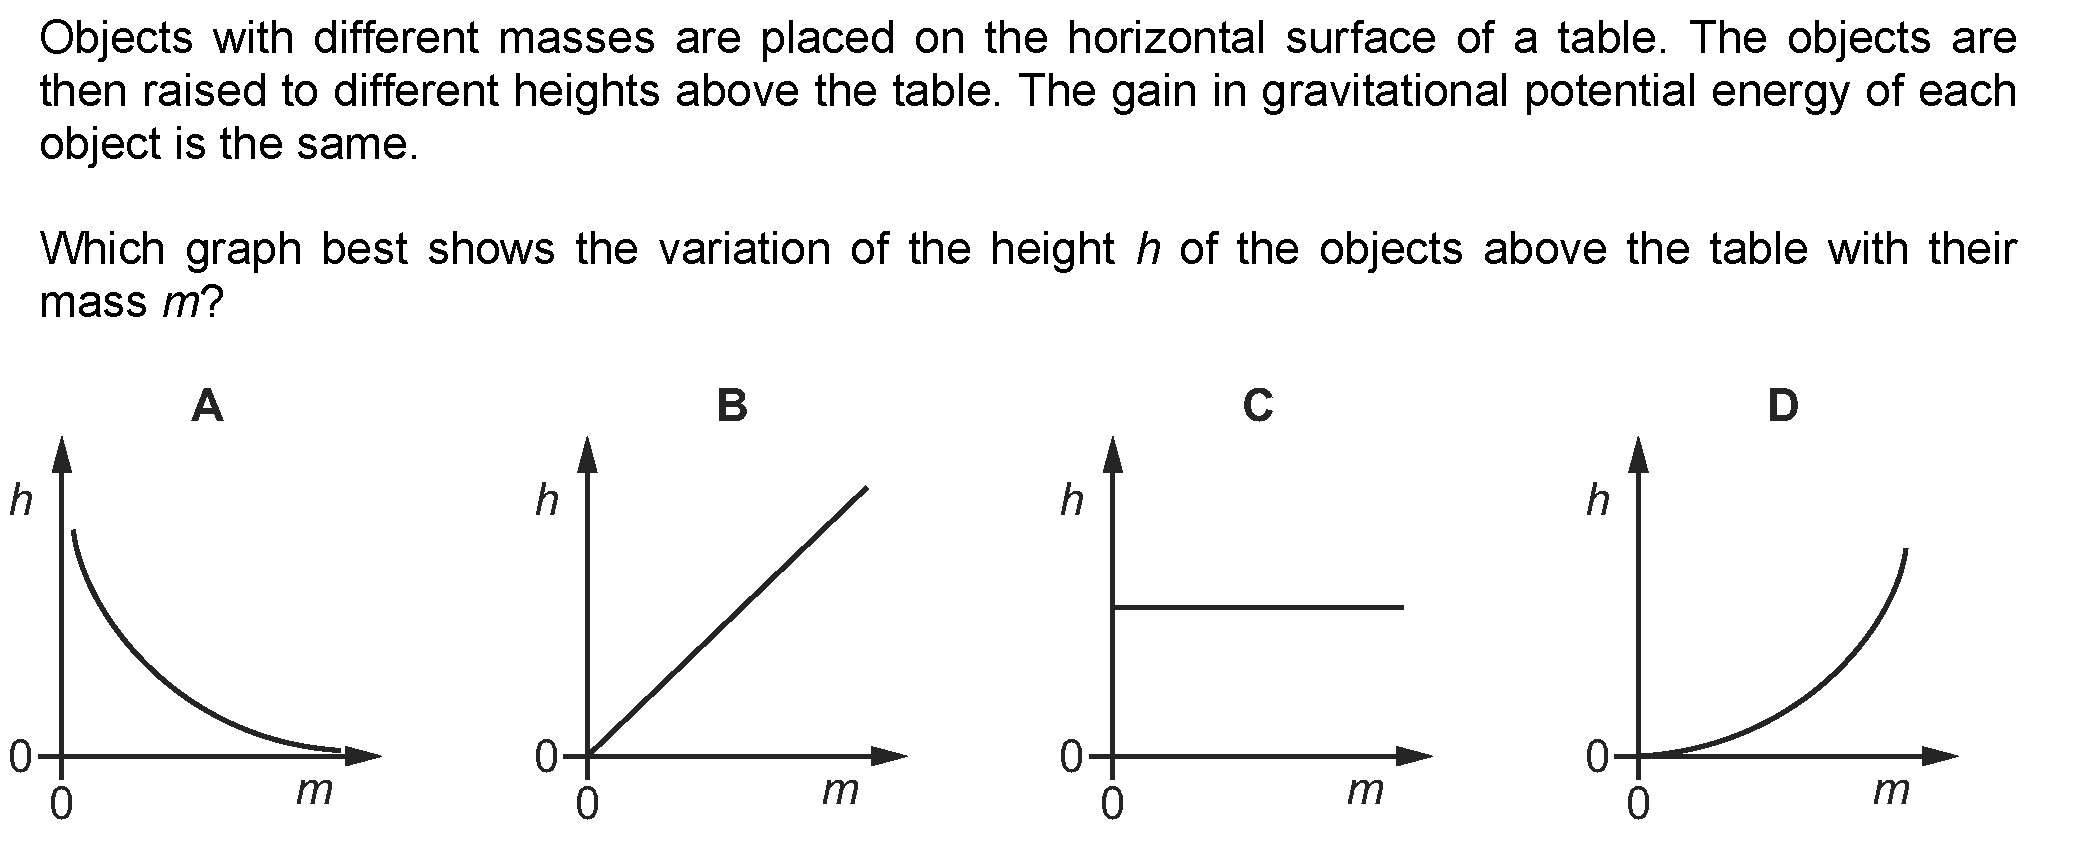 Objects with different masses are placed on the horizontal surface of a table. The objects are
then raised to different heights above the table. The gain in gravitational potential energy of each
object is the same.
Which graph best shows the variation of the height h of the objects above the table with their
mass m?
A B C D
h h h h
0 0 0 0
m m m m
0 0 0 0